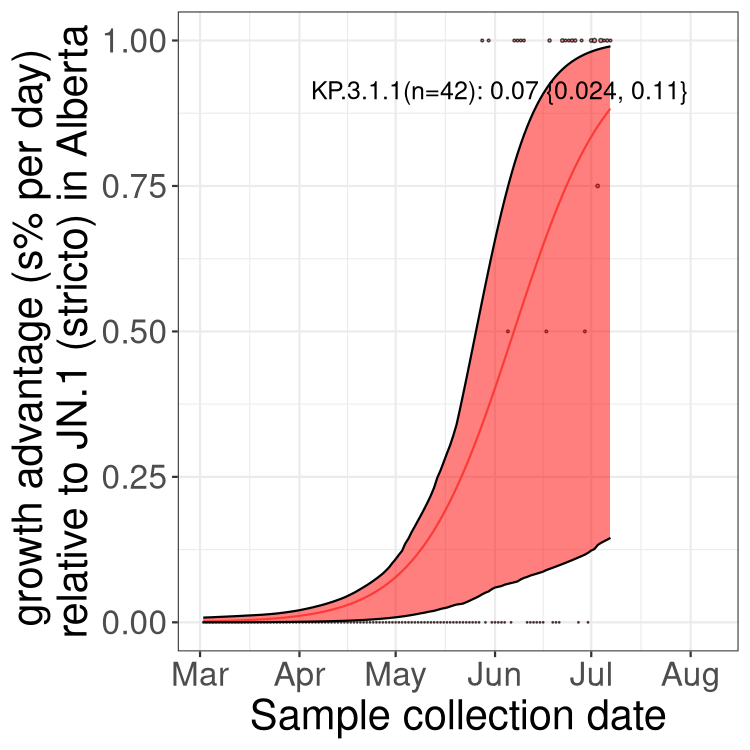 growth advantage (s% per day)
relative to JN.1 (stricto) in Alberta
1.00
0.75
0.50
0.25
0.00
KP.3.1.1(n=42): 0.07 {0.024, 0.11}
Mar Apr May Jun Jul Aug
Sample collection date